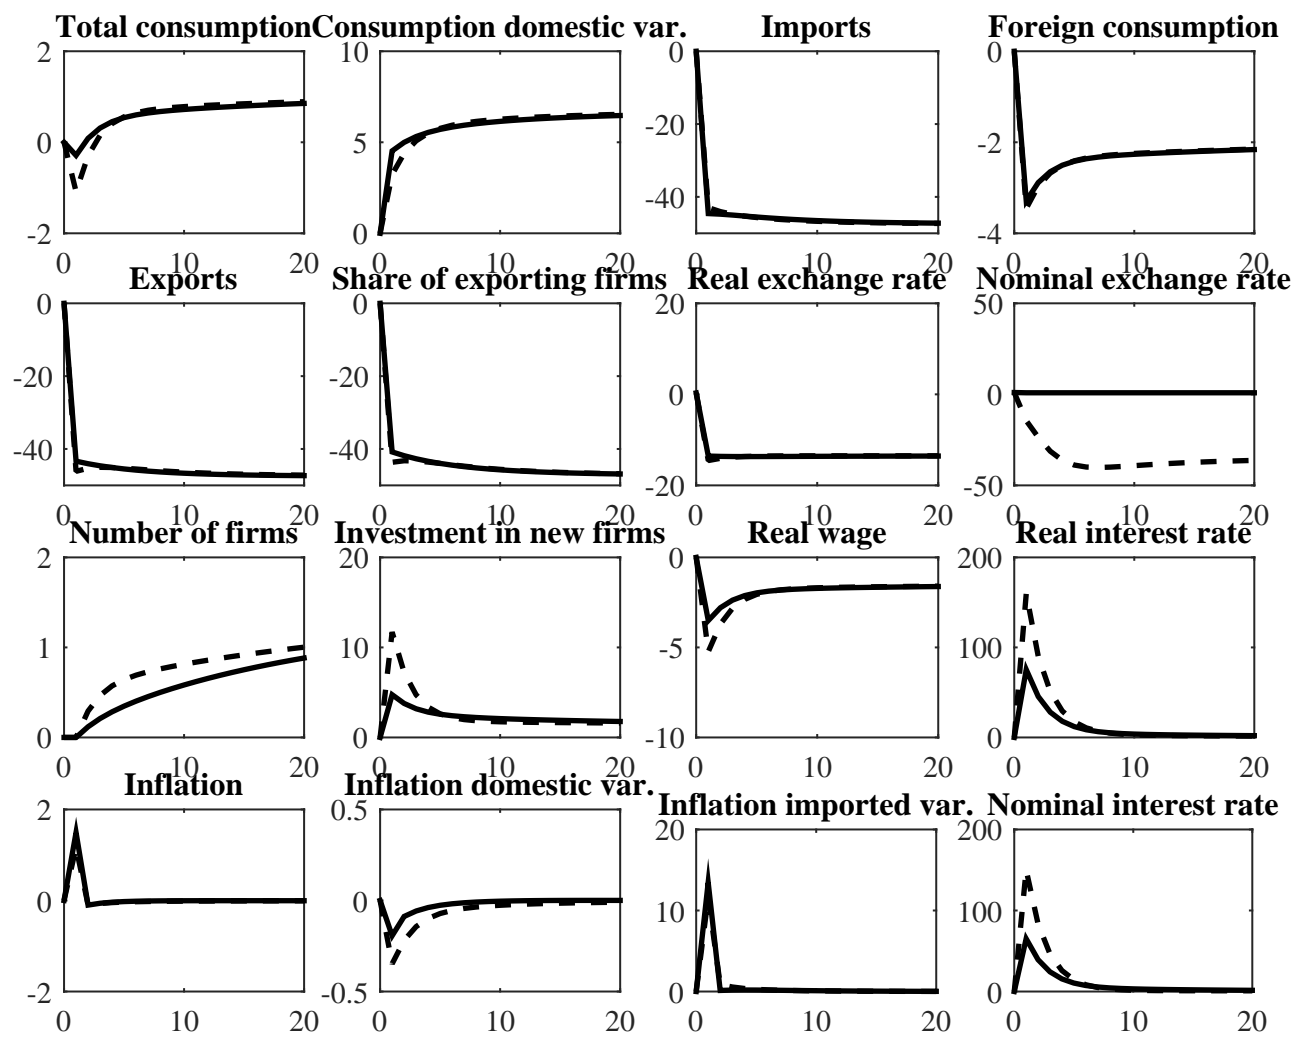 Total consumption Consumption domestic var. Imports Foreign consumption
2 10 0 0
0 5 -20 -2
-40
-2 0 -4
0 10 20 0 10 20 0 10 20 0 10 20
Exports Share of exporting firms Real exchange rate Nominal exchange rate
0 0 20 50
-20 -20 0 0
-40 -40
-20 -50
0 10 20 0 10 20 0 10 20 0 10 20
Number of firms Investment in new firms Real wage Real interest rate
2 20 0 200
1 10 -5 100
0 0 -10 0
0 10 20 0 10 20 0 10 20 0 10 20
Inflation Inflation domestic var. Inflation imported var. Nominal interest rate
2 0.5 20 200
0 0 10 100
-2 -0.5 0 0
0 10 20 0 10 20 0 10 20 0 10 20